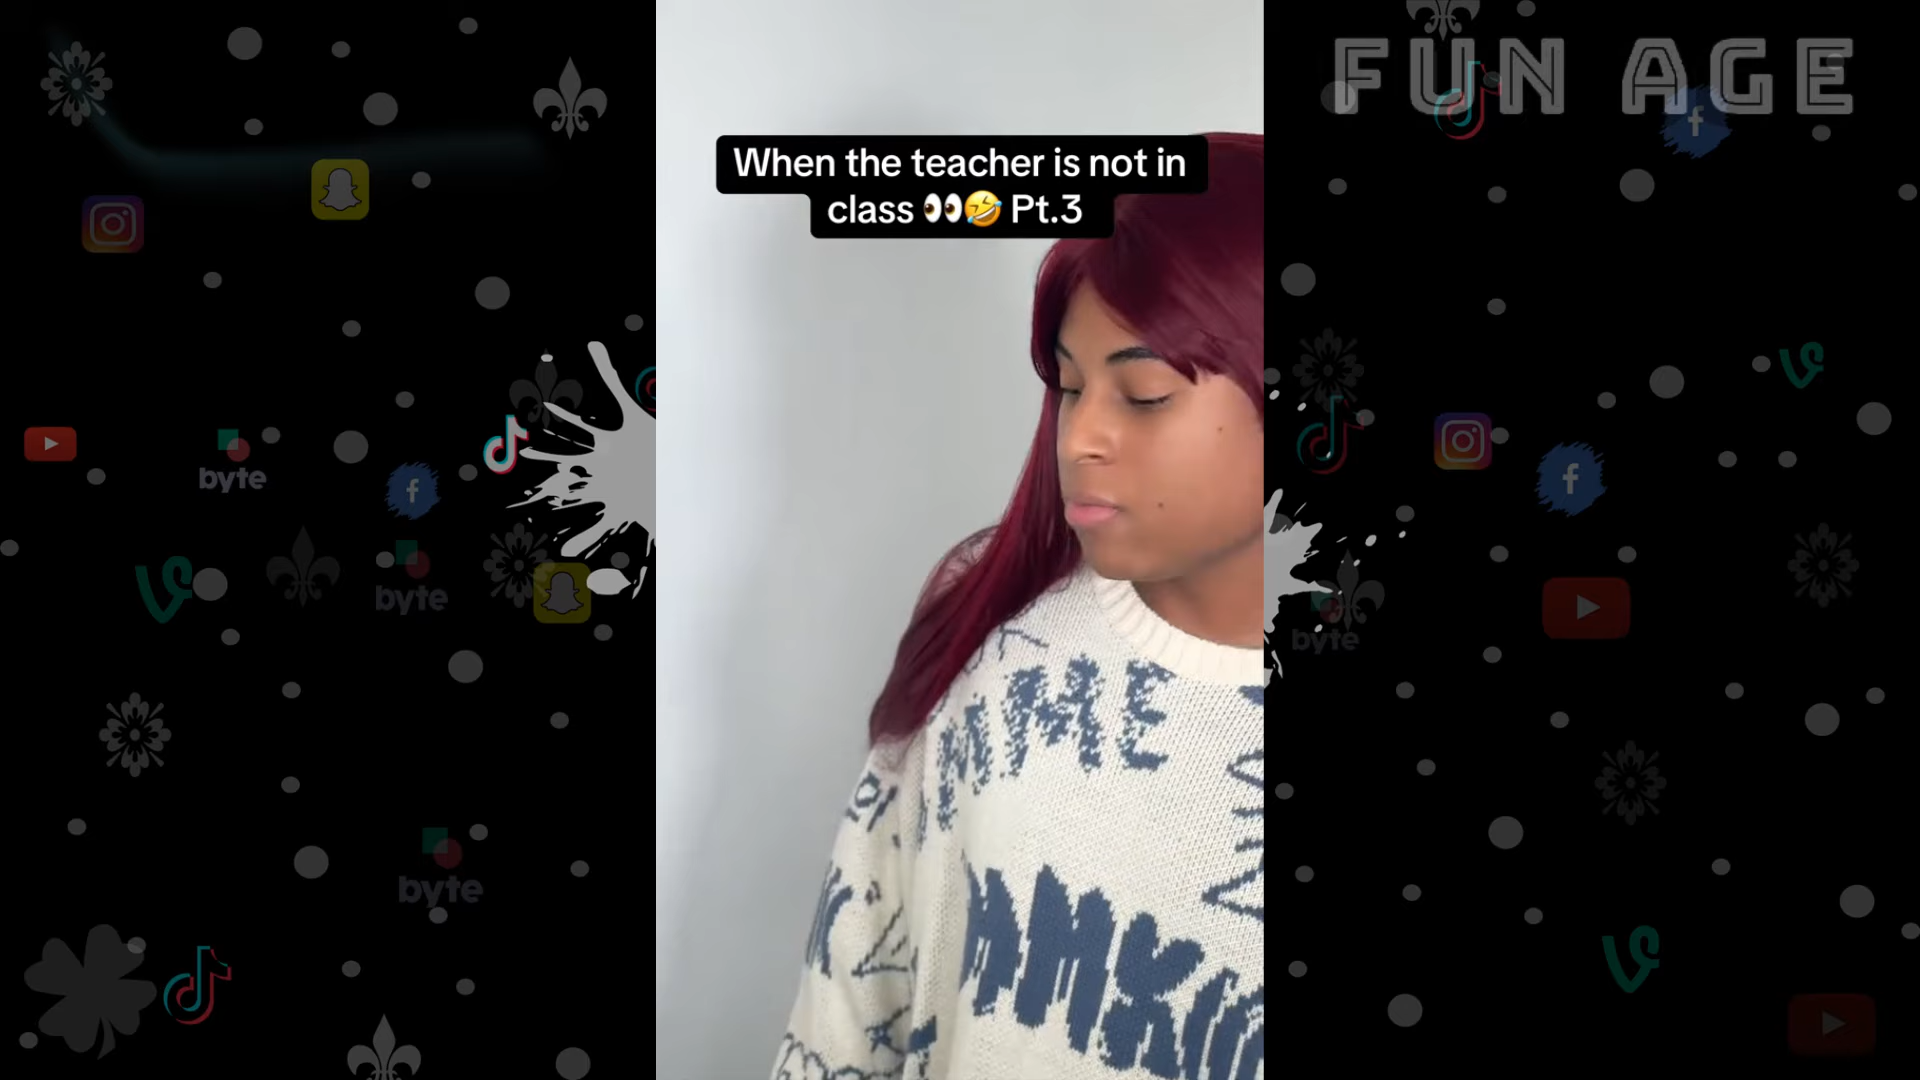 FUN AGE
When the teacher is not in
class 👀🤣 Pt.3
byte
byte
byte
byte